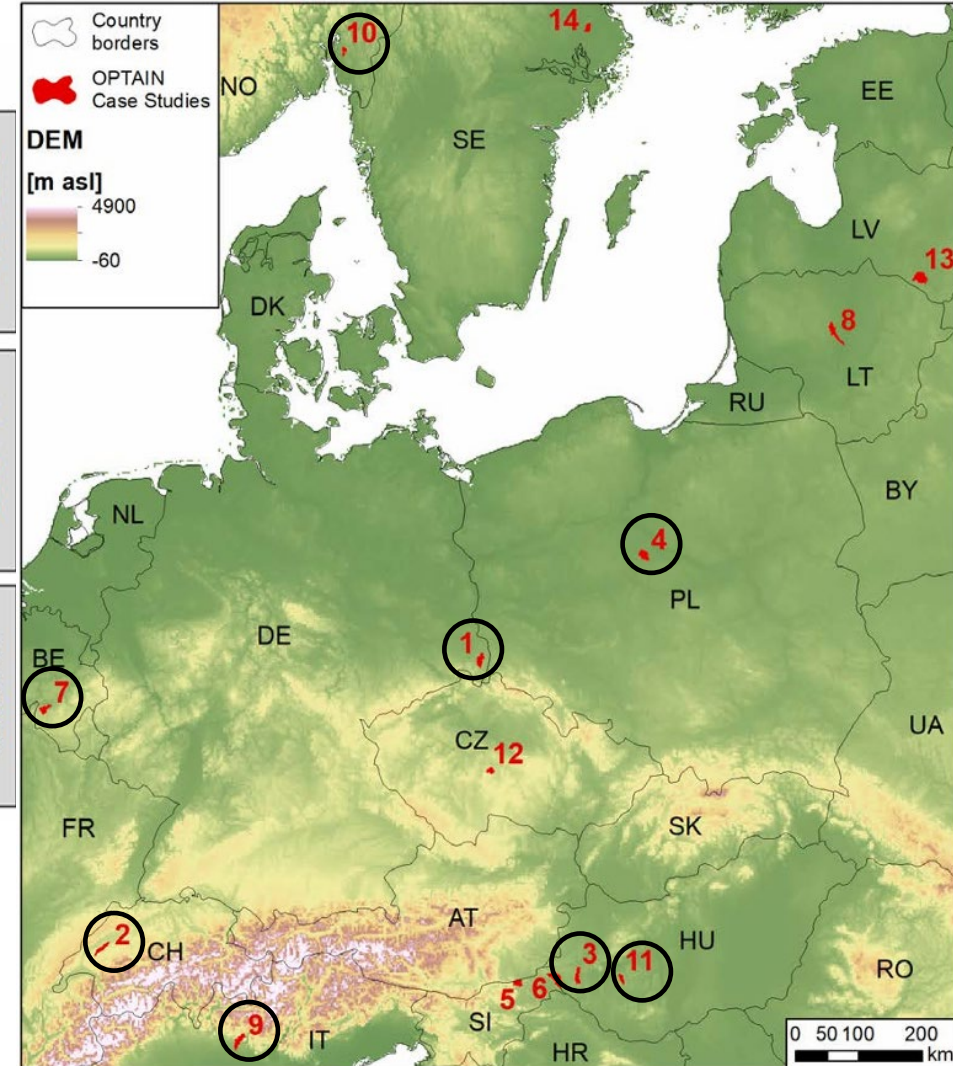 Country
borders
OPTAIN
Case Studies
DEM
[m asl]
4900
-60
10
14
NO
SE
EE
LV
13
DK
8
LT
RU
BY
NL
4
PL
DE
1
BE
7
UA
CZ
12
FR
SK
AT
2
CH
HU
3
11
RO
5
6
SI
9
IT
HR
0 50 100 200
km